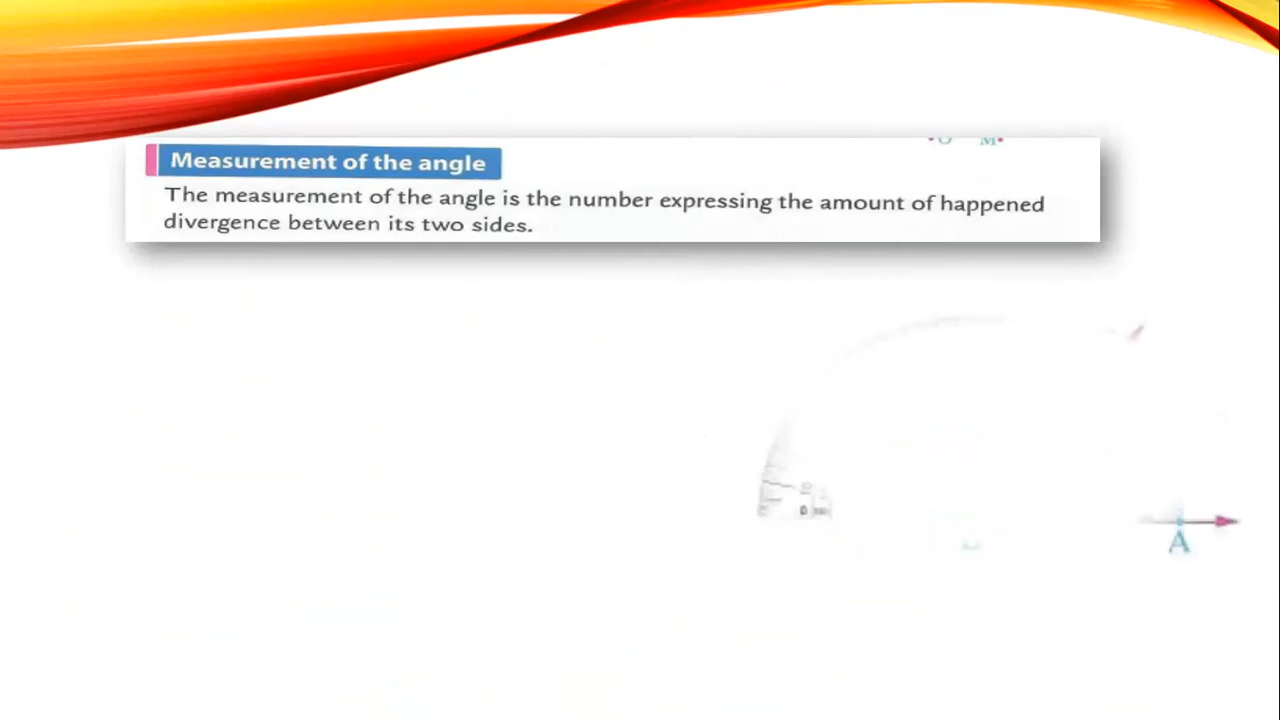 Measurement of the angle
The measurement of the angle is the number expressing the amount of happened
divergence between its two sides.
0
A